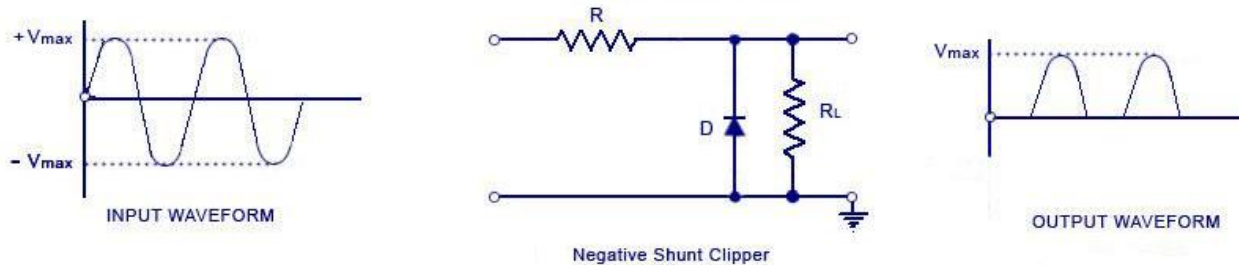 + Vmax
- Vmax
INPUT WAVEFORM
R
D
RL
Negative Shunt Clipper
Vmax
OUTPUT WAVEFORM